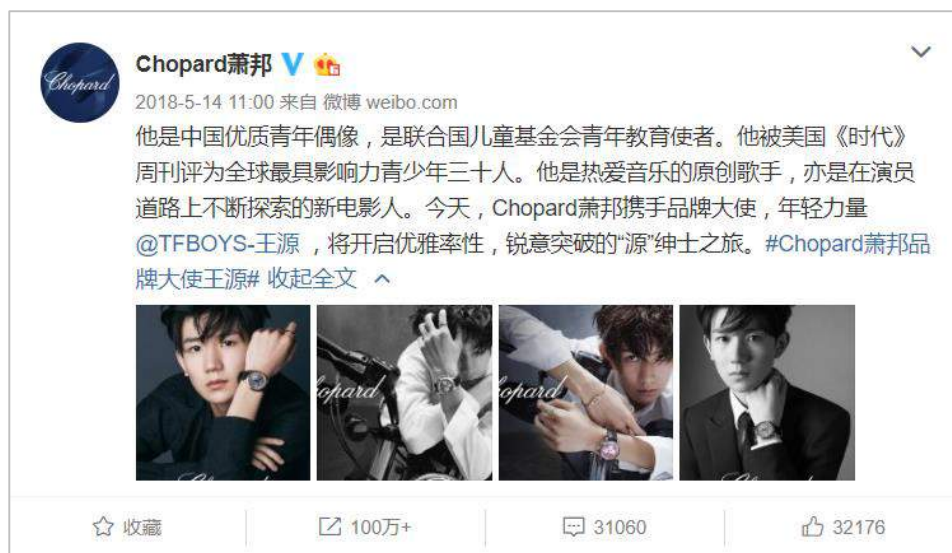 Chopard
Chopard萧邦
2018-5-14 11:00 来自 微博 weibo.com
他是中国优质青年偶像，是联合国儿童基金会青年教育使者。他被美国《时代》
周刊评为全球最具影响力青少年三十人。他是热爱音乐的原创歌手，亦是在演员
道路上不断探索的新电影人。今天，Chopard萧邦携手品牌大使，年轻力量
@TFBOYS-王源 ，将开启优雅率性，锐意突破的“源”绅士之旅。#Chopard萧邦品
牌大使王源# 收起全文
收藏
100万+
31060
32176